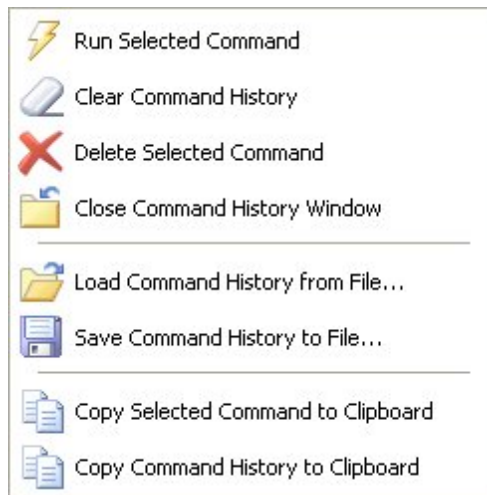 Run Selected Command
Clear Command History
Delete Selected Command
Close Command History Window
Load Command History from File...
Save Command History to File...
Copy Selected Command to Clipboard
Copy Command History to Clipboard